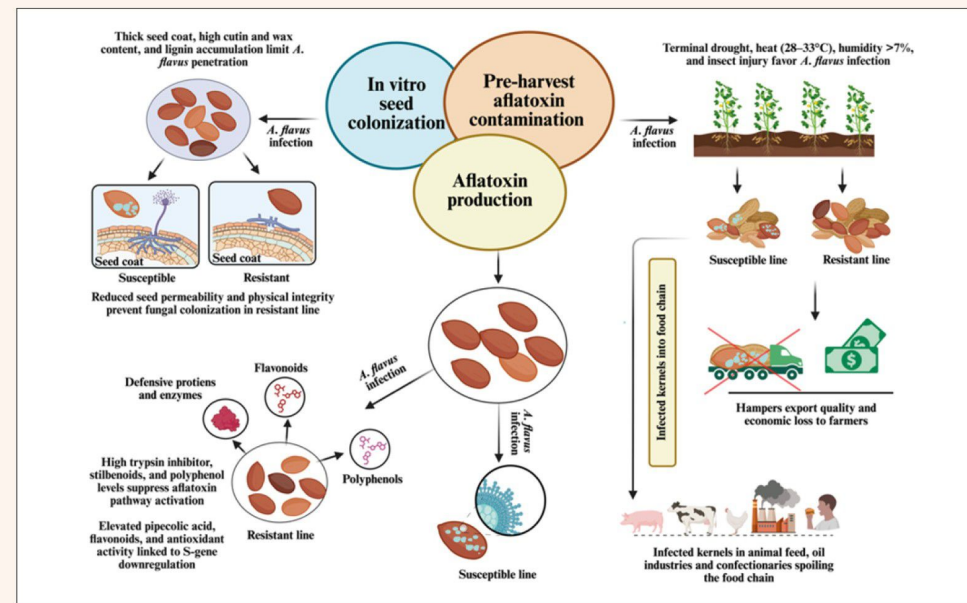 Thick seed coat, high cutin and wax
content, and lignin accumulation limit A.
flavus penetration
In vitro
seed
colonization
Pre-harvest
aflatoxin
contamination
Aflatoxin
production
Terminal drought, heat (28–33°C), humidity >7%,
and insect injury favor A. flavus infection
A. flavus
infection
A. flavus
infection
Seed coat
Susceptible
Seed coat
Resistant
Reduced seed permeability and physical integrity
prevent fungal colonization in resistant line
Susceptible line
Resistant line
Infected kernels into food chain
$
Hampers export quality and
economic loss to farmers
A. flavus
infection
A. flavus
infection
Flavonoids
Defensive protiens
and enzymes
Polyphenols
High trypsin inhibitor,
stilbenoids, and polyphenol
levels suppress aflatoxin
pathway activation
Elevated pipecolic acid,
flavonoids, and antioxidant
activity linked to S-gene
downregulation
Resistant line
Susceptible line
Infected kernels in animal feed, oil
industries and confectionaries spoiling
the food chain